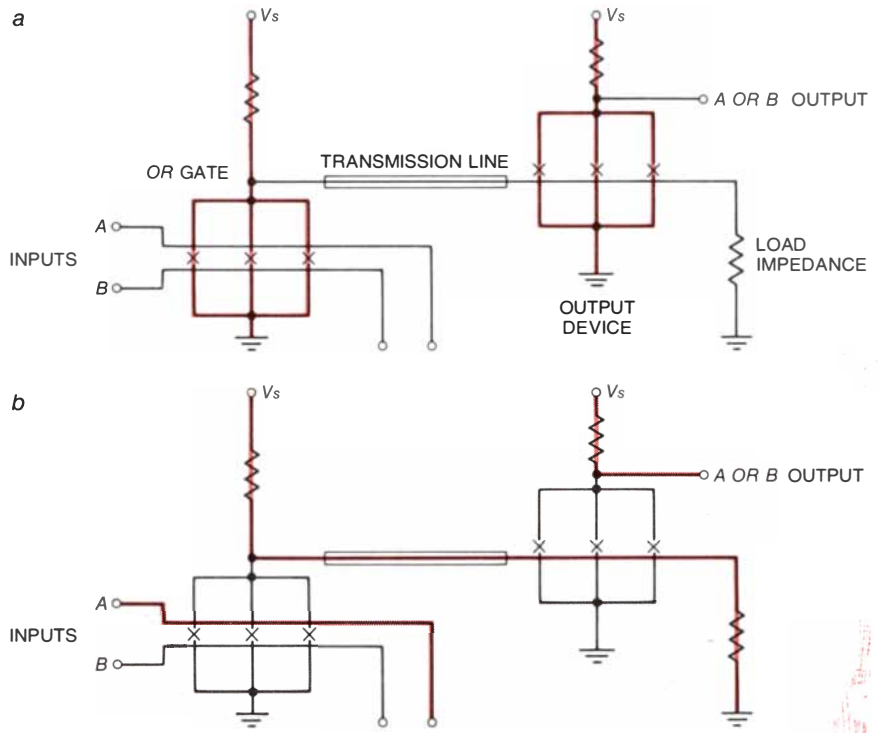 a
Vs
Vs
A OR B OUTPUT
OR GATE
TRANSMISSION LINE
A
INPUTS
B
LOAD
IMPEDANCE
OUTPUT
DEVICE
b
Vs
Vs
A OR B OUTPUT
A
INPUTS
B